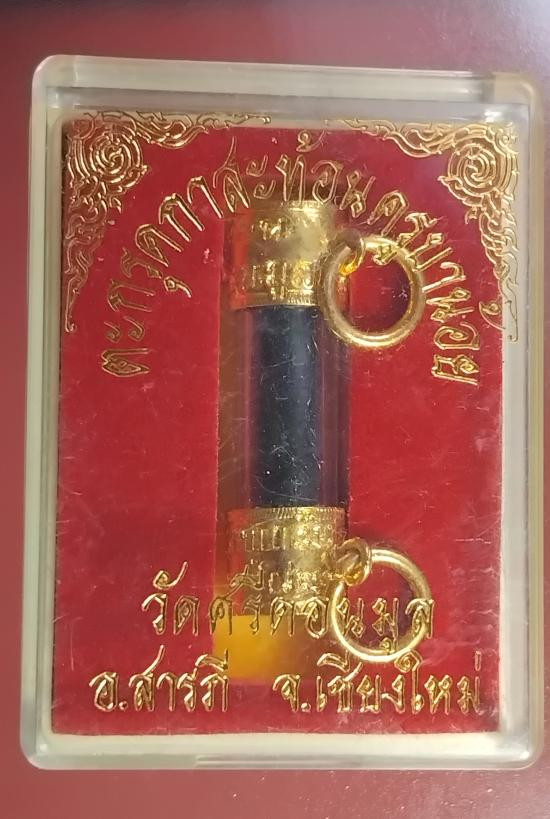 ตะกรุดกาสะท้อนครูบาน้อย
วัดศรีดอนมูล
อ.สารภี จ.เชียงใหม่